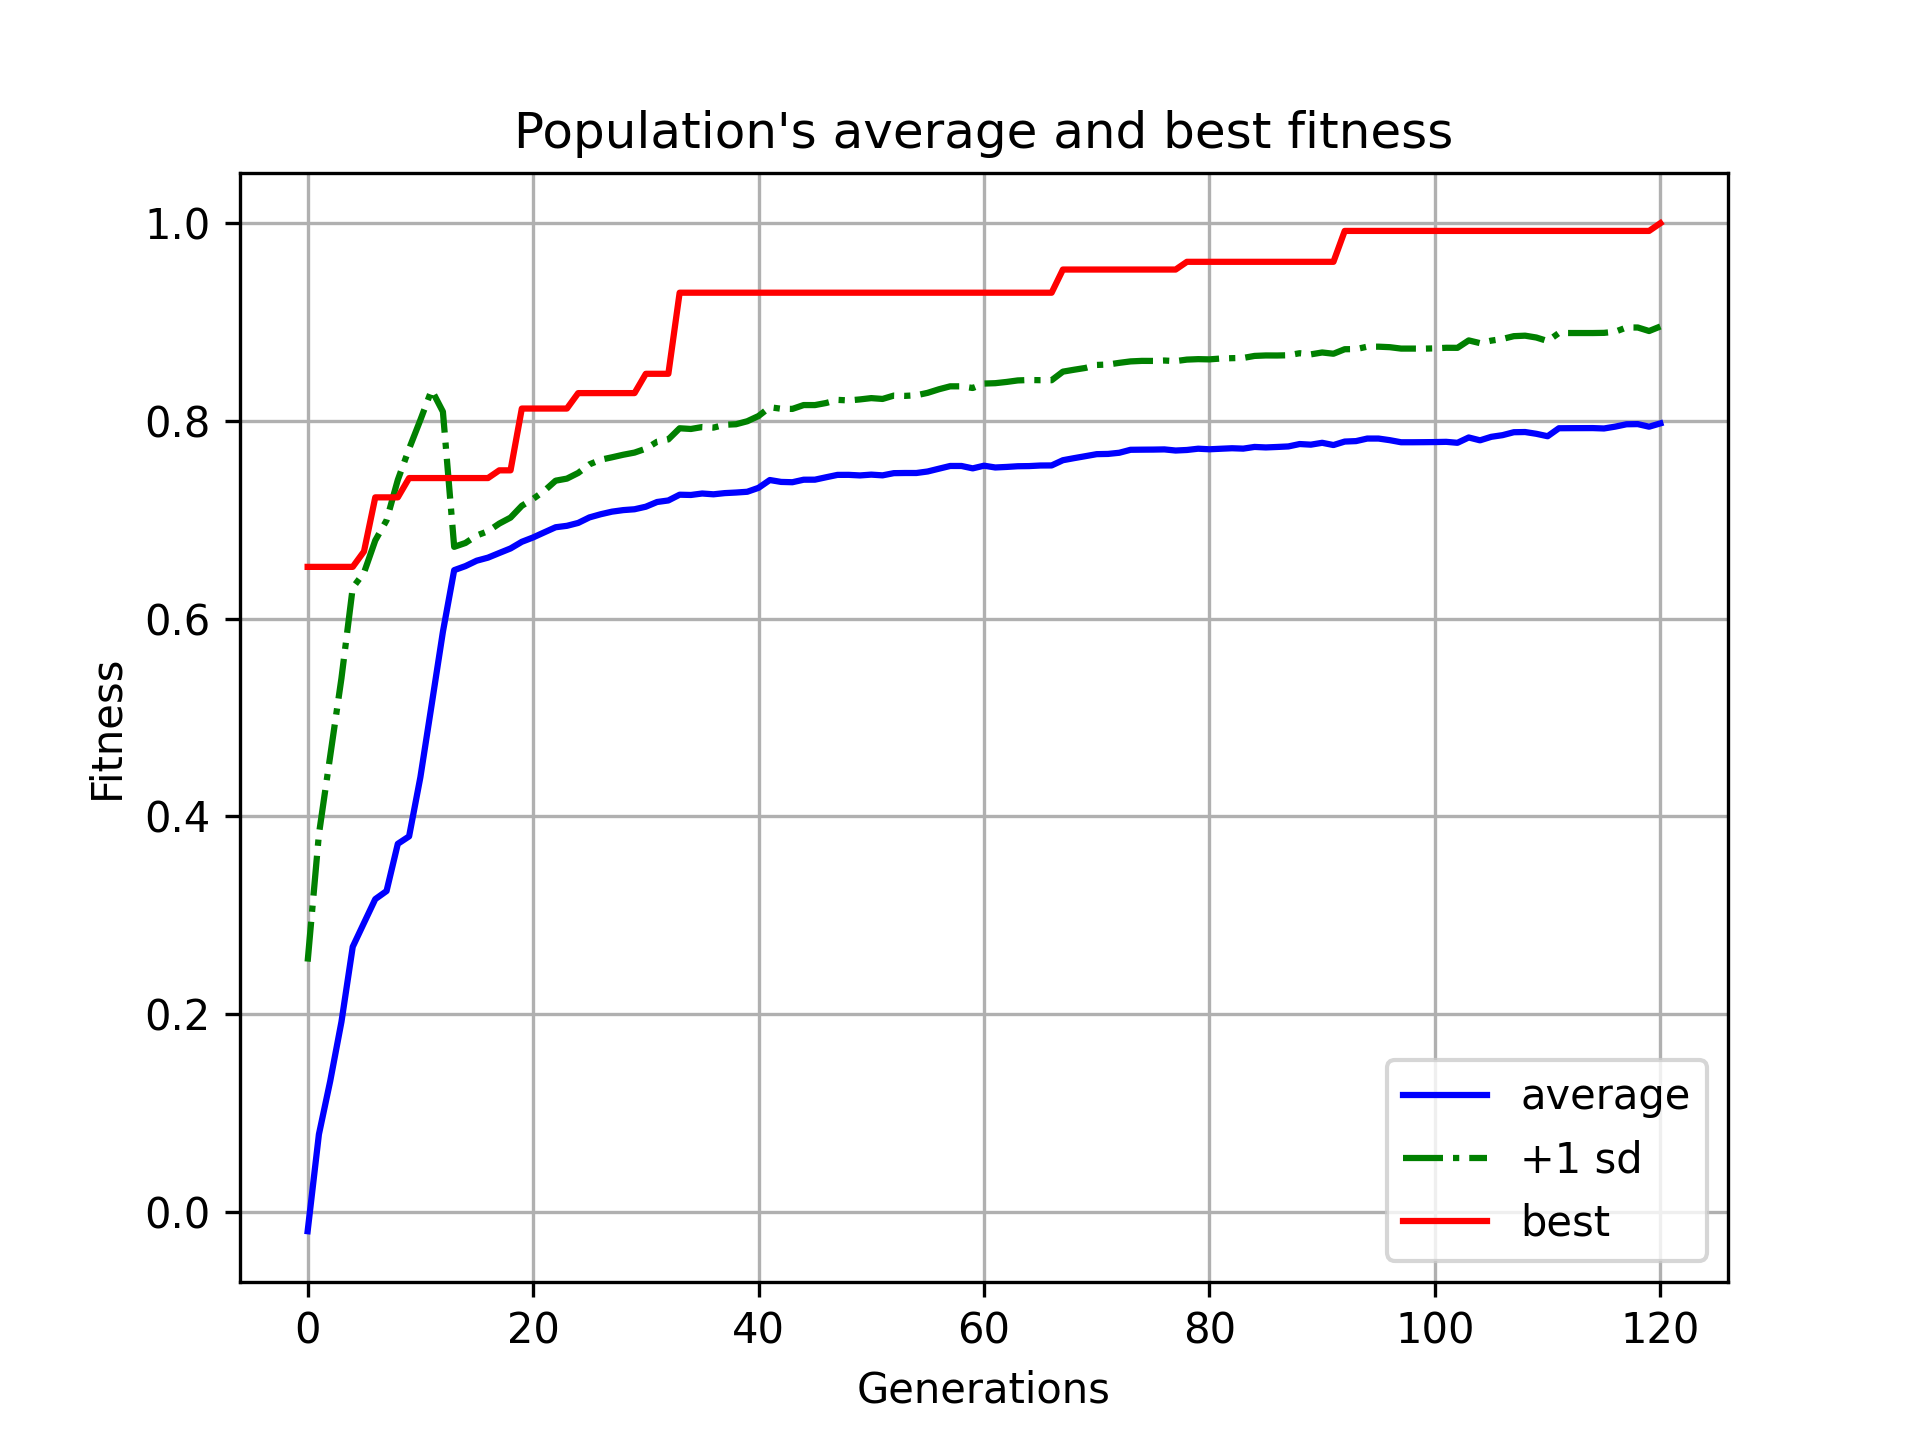 Population's average and best fitness
1.0
0.8
0.6
0.4
0.2
0.0
Fitness
0 20 40 60 80 100 120
Generations
average
+1 sd
best